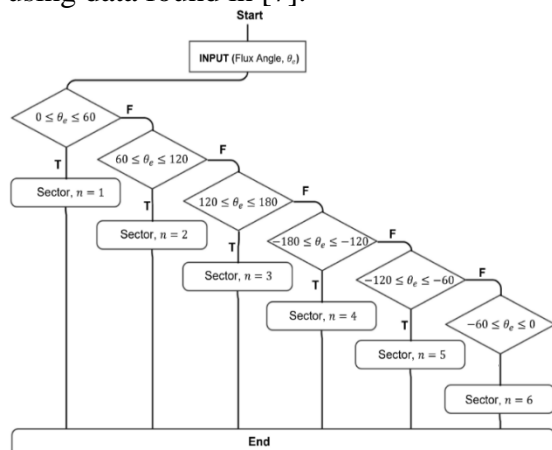 using data found in [7].
Start
INPUT (Flux Angle, θₑ)
0 ≤ θₑ ≤ 60
F
T
60 ≤ θₑ ≤ 120
F
Sector, n = 1
T
120 ≤ θₑ ≤ 180
F
Sector, n = 2
T
−180 ≤ θₑ ≤ −120
F
Sector, n = 3
T
−120 ≤ θₑ ≤ −60
F
Sector, n = 4
T
−60 ≤ θₑ ≤ 0
Sector, n = 5
Sector, n = 6
End